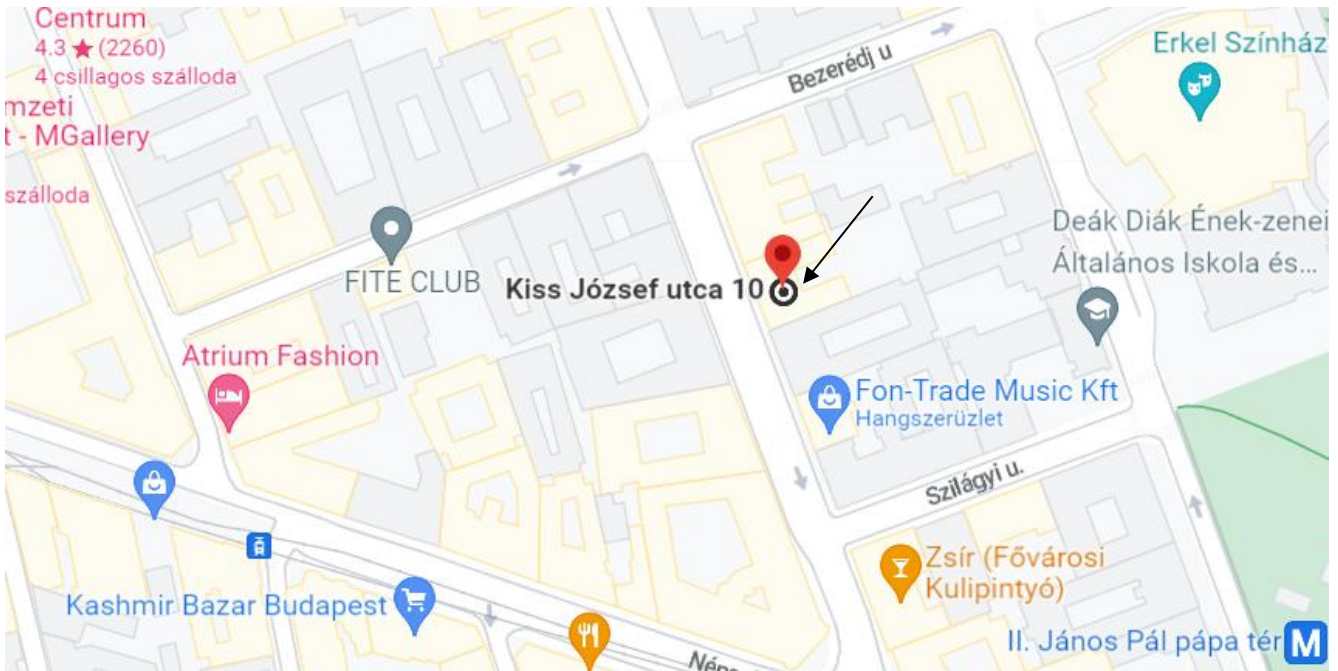 Centrum
4.3 ★ (2260)
4 csillagos szálloda
mzeti
t - MGallery
szálloda
Bezerédj u
Erkel Színház
FITE CLUB
Kiss József utca 10
Deák Diák Ének-zenei
Általános Iskola és...
Atrium Fashion
Fon-Trade Music Kft
Hangszerüzlet
Szilágyi u.
Zsír (Fővárosi
Kulipintyó)
Kashmir Bazar Budapest
II. János Pál pápa tér M